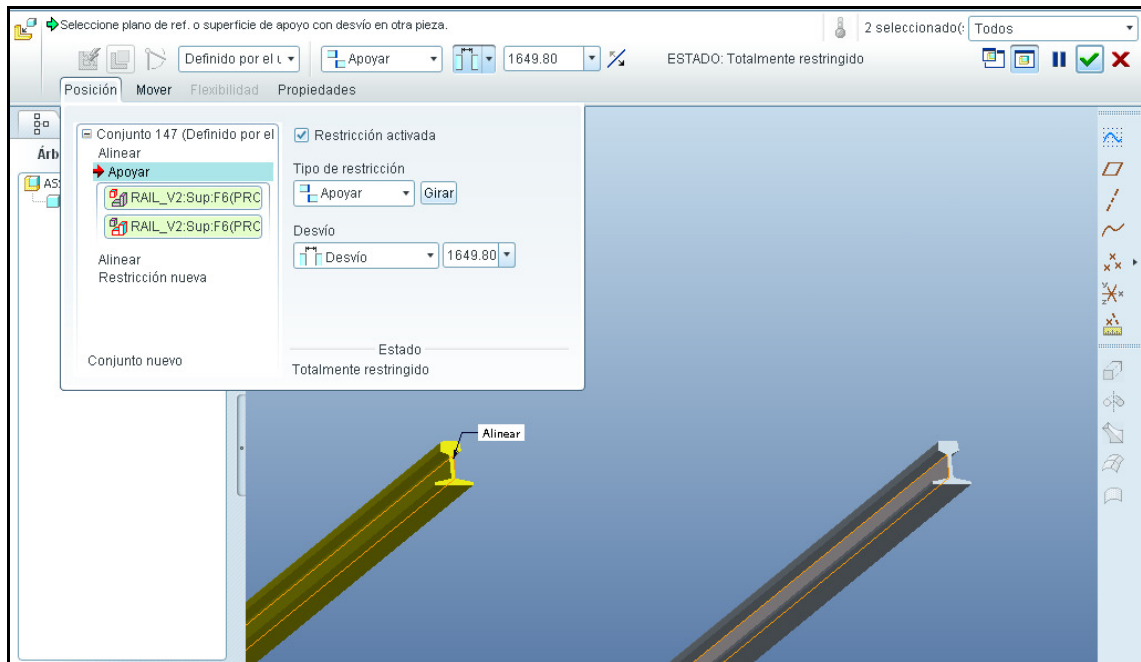 Seleccione plano de ref. o superficie de apoyo con desvío en otra pieza.
2 seleccionado(: Todos
Definido por el u Apoyar 1649.80 ESTADO: Totalmente restringido
Posición Mover Flexibilidad Propiedades
Árb
AS
Conjunto 147 (Definido por el
Alinear
Apoyar
RAIL_V2:Sup:F6(PRO
RAIL_V2:Sup:F6(PRO
Alinear
Restricción nueva
Conjunto nuevo
Restricción activada
Tipo de restricción
Apoyar Girar
Desvío
Desvío 1649.80
Estado
Totalmente restringido
Alinear